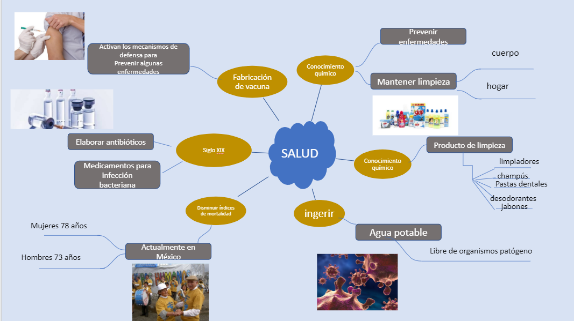 Activan los mecanismos de
defensa para
Prevenir algunas
enfermedades
Fabricación
de vacuna
Conocimiento
químico
Prevenir
enfermedades
Mantener limpieza
cuerpo
hogar
Elaborar antibióticos
Medicamentos para
infección
bacteriana
Siglo XIX
SALUD
Conocimiento
químico
Producto de limpieza
limpiadores
champús,
Pastas dentales
desodorantes
jabones
Disminuir índices
de mortalidad
Actualmente en
México
Mujeres 78 años
Hombres 73 años
ingerir
Agua potable
Libre de organismos patógeno